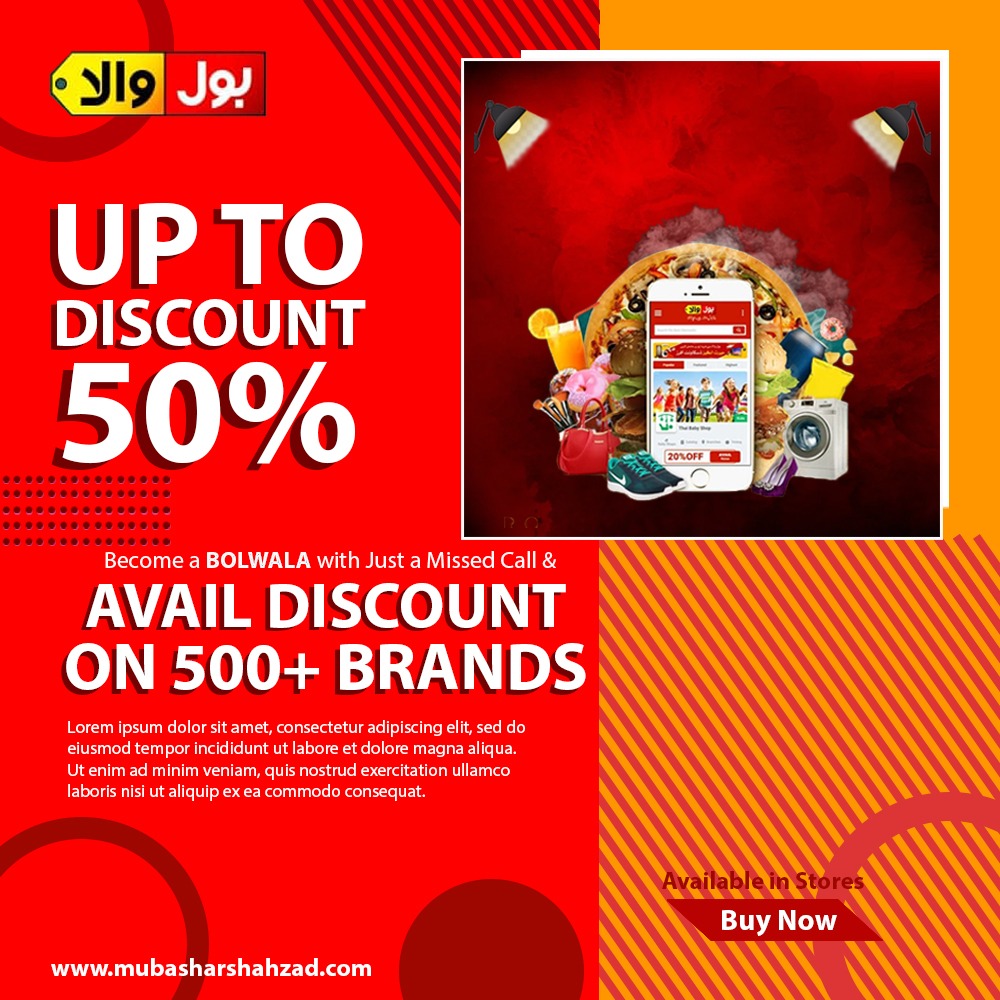 بول والا
UP TO
DISCOUNT
50%
بول والا
20%OFF
Become a BOLWALA with Just a Missed Call &
AVAIL DISCOUNT
ON 500+ BRANDS
Lorem ipsum dolor sit amet, consectetur adipiscing elit, sed do
eiusmod tempor incididunt ut labore et dolore magna aliqua.
Ut enim ad minim veniam, quis nostrud exercitation ullamco
laboris nisi ut aliquip ex ea commodo consequat.
Available in Stores
Buy Now
www.mubasharshahzad.com